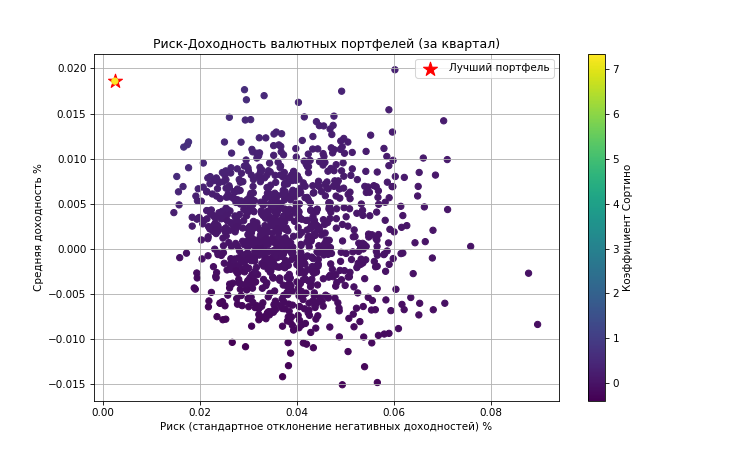 Риск-Доходность валютных портфелей (за квартал)
Лучший портфель
Средняя доходность %
0.020
0.015
0.010
0.005
0.000
−0.005
−0.010
−0.015
0.00 0.02 0.04 0.06 0.08
Риск (стандартное отклонение негативных доходностей) %
7
6
5
4
3
2
1
0
Коэффициент Сортино